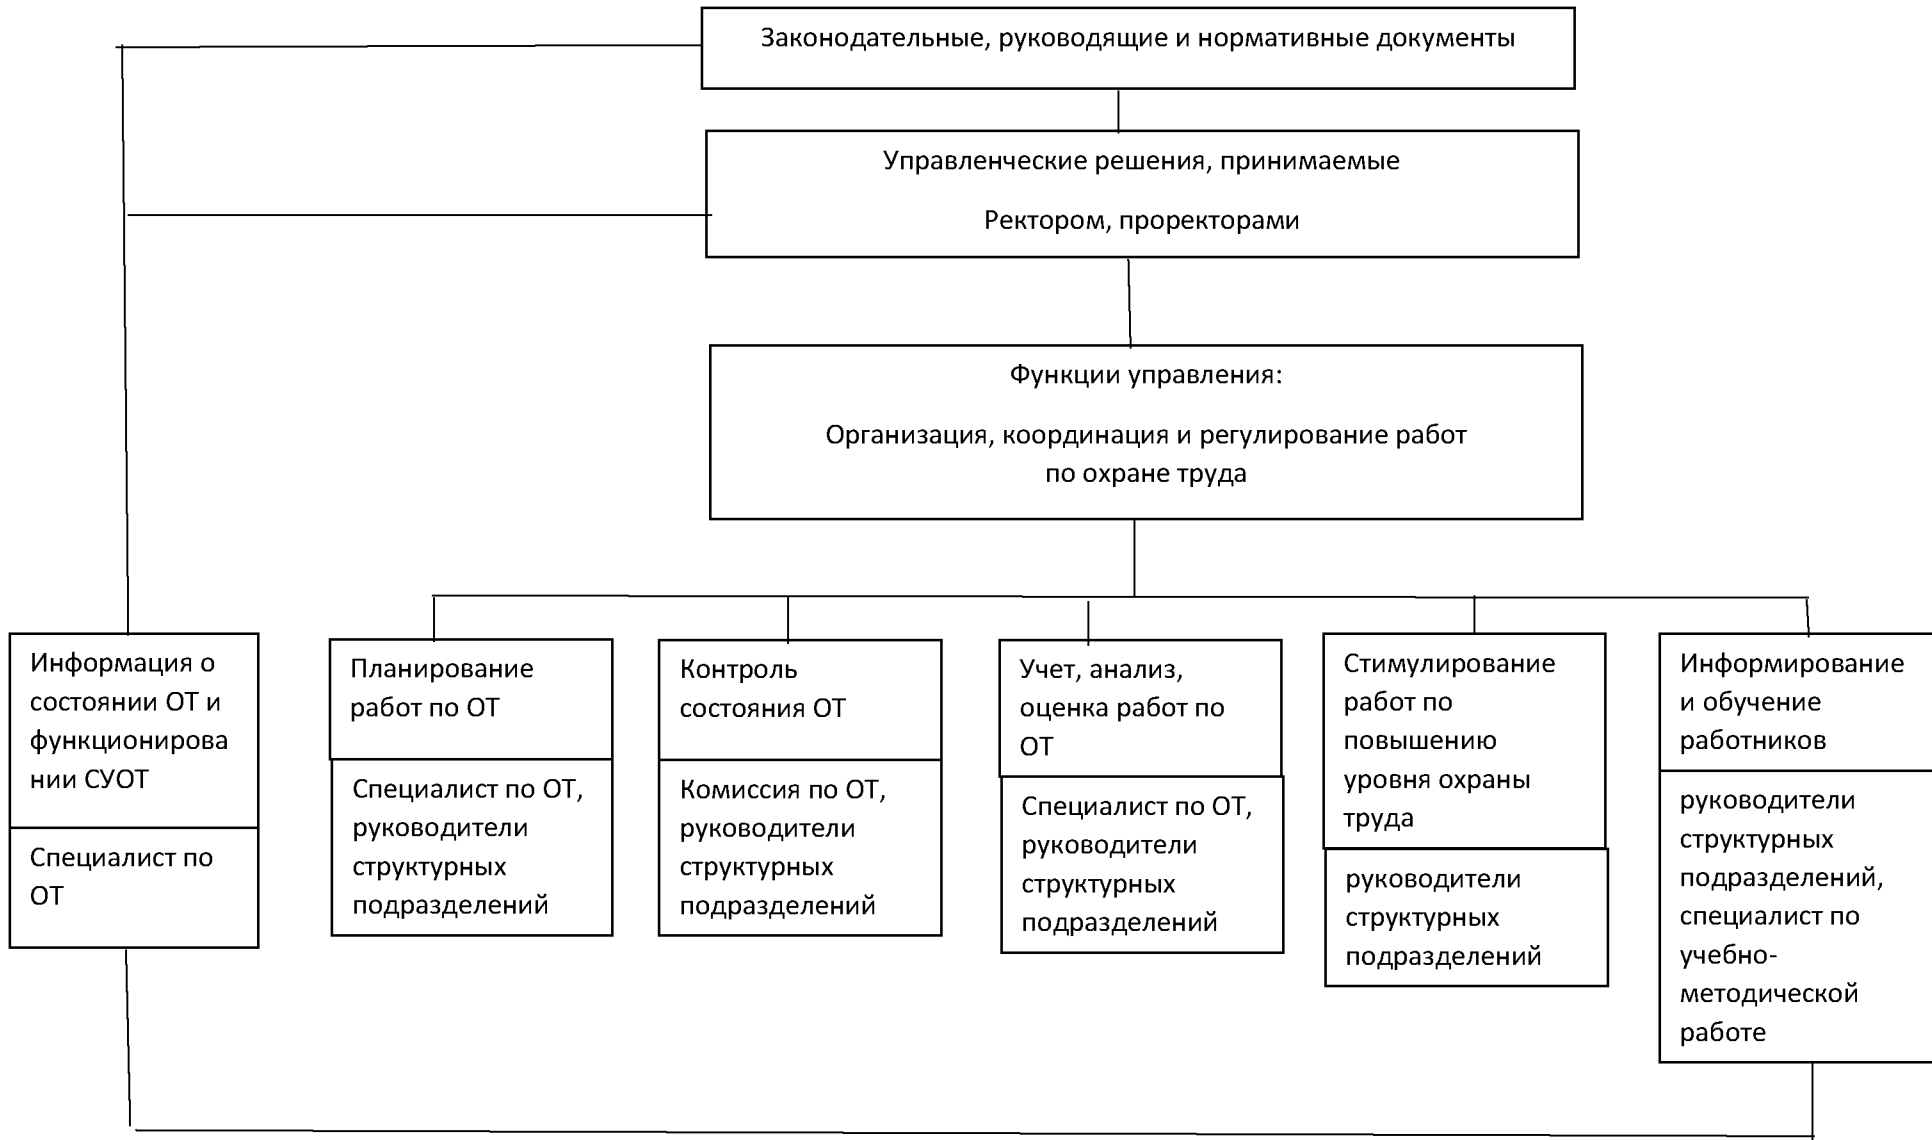 Законодательные, руководящие и нормативные документы
Управленческие решения, принимаемые
Ректором, проректорами
Функции управления:
Организация, координация и регулирование работ
по охране труда
Информация о
состоянии ОТ и
функционирова
нии СУОТ
Специалист по
ОТ
Планирование
работ по ОТ
Специалист по ОТ,
руководители
структурных
подразделений
Контроль
состояния ОТ
Комиссия по ОТ,
руководители
структурных
подразделений
Учет, анализ,
оценка работ по
ОТ
Специалист по ОТ,
руководители
структурных
подразделений
Стимулирование
работ по
повышению
уровня охраны
труда
руководители
структурных
подразделений
Информирование
и обучение
работников
руководители
структурных
подразделений,
специалист по
учебно-
методической
работе